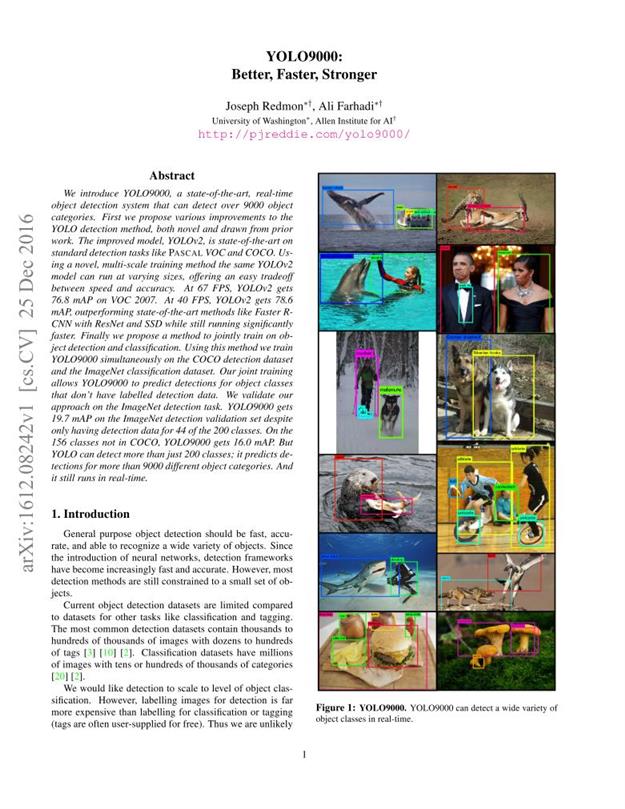 YOLO9000:
Better, Faster, Stronger
Joseph Redmon*†, Ali Farhadi*†
University of Washington*, Allen Institute for AI†
http://pjreddie.com/yolo9000/
arXiv:1612.08242v1 [cs.CV] 25 Dec 2016
Abstract
We introduce YOLO9000, a state-of-the-art, real-time
object detection system that can detect over 9000 object
categories. First we propose various improvements to the
YOLO detection method, both novel and drawn from prior
work. The improved model, YOLOv2, is state-of-the-art on
standard detection tasks like PASCAL VOC and COCO. Us-
ing a novel, multi-scale training method the same YOLOv2
model can run at varying sizes, offering an easy tradeoff
between speed and accuracy. At 67 FPS, YOLOv2 gets
76.8 mAP on VOC 2007. At 40 FPS, YOLOv2 gets 78.6
mAP, outperforming state-of-the-art methods like Faster R-
CNN with ResNet and SSD while still running significantly
faster. Finally we propose a method to jointly train on ob-
ject detection and classification. Using this method we train
YOLO9000 simultaneously on the COCO detection dataset
and the ImageNet classification dataset. Our joint training
allows YOLO9000 to predict detections for object classes
that don't have labelled detection data. We validate our
approach on the ImageNet detection task. YOLO9000 gets
19.7 mAP on the ImageNet detection validation set despite
only having detection data for 44 of the 200 classes. On the
156 classes not in COCO, YOLO9000 gets 16.0 mAP. But
YOLO can detect more than just 200 classes; it predicts de-
tections for more than 9000 different object categories. And
it still runs in real-time.
1. Introduction
General purpose object detection should be fast, accu-
rate, and able to recognize a wide variety of objects. Since
the introduction of neural networks, detection frameworks
have become increasingly fast and accurate. However, most
detection methods are still constrained to a small set of ob-
jects.
Current object detection datasets are limited compared
to datasets for other tasks like classification and tagging.
The most common detection datasets contain thousands to
hundreds of thousands of images with dozens to hundreds
of tags [3] [10] [2]. Classification datasets have millions
of images with tens or hundreds of thousands of categories
[20] [2].
We would like detection to scale to level of object clas-
sification. However, labelling images for detection is far
more expensive than labelling for classification or tagging
(tags are often user-supplied for free). Thus we are unlikely
malamute
Siberian husky
Figure 1: YOLO9000. YOLO9000 can detect a wide variety of
object classes in real-time.
1